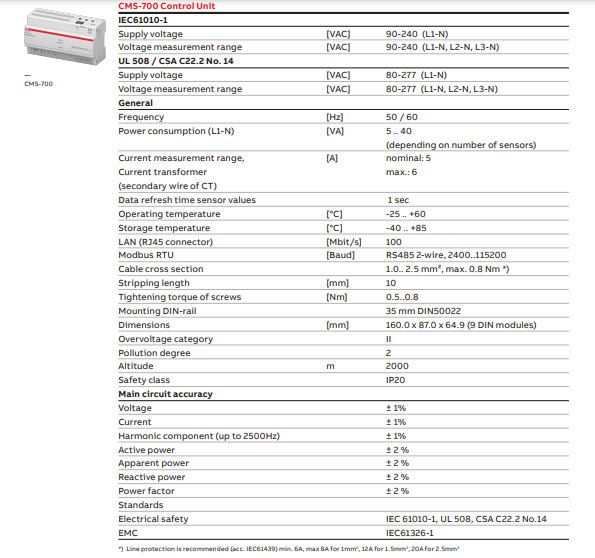 CMS-700 Control Unit
IEC61010-1
Supply voltage [VAC] 90-240 (L1-N)
Voltage measurement range [VAC] 90-240 (L1-N, L2-N, L3-N)
UL 508 / CSA C22.2 No. 14
Supply voltage [VAC] 80-277 (L1-N)
—
CMS-700
Voltage measurement range [VAC] 80-277 (L1-N, L2-N, L3-N)
General
Frequency [Hz] 50 / 60
Power consumption (L1-N) [VA] 5 .. 40
(depending on number of sensors)
Current measurement range, [A] nominal: 5
Current transformer max.: 6
(secondary wire of CT)
Data refresh time sensor values 1 sec
Operating temperature [°C] -25 .. +60
Storage temperature [°C] -40 .. +85
LAN (RJ45 connector) [Mbit/s] 100
Modbus RTU [Baud] RS485 2-wire, 2400..115200
Cable cross section 1.0.. 2.5 mm², max. 0.8 Nm *)
Stripping length [mm] 10
Tightening torque of screws [Nm] 0.5..0.8
Mounting DIN-rail 35 mm DIN50022
Dimensions [mm] 160.0 x 87.0 x 64.9 (9 DIN modules)
Overvoltage category II
Pollution degree 2
Altitude m 2000
Safety class IP20
Main circuit accuracy
Voltage ± 1%
Current ± 1%
Harmonic component (up to 2500Hz) ± 1%
Active power ± 2 %
Apparent power ± 2 %
Reactive power ± 2 %
Power factor ± 2 %
Standards
Electrical safety IEC 61010-1, UL 508, CSA C22.2 No.14
EMC IEC61326-1
*) Line protection is recommended (acc. IEC61439) min. 6A, max 8A for 1mm², 12A for 1.5mm², 20A for 2.5mm²